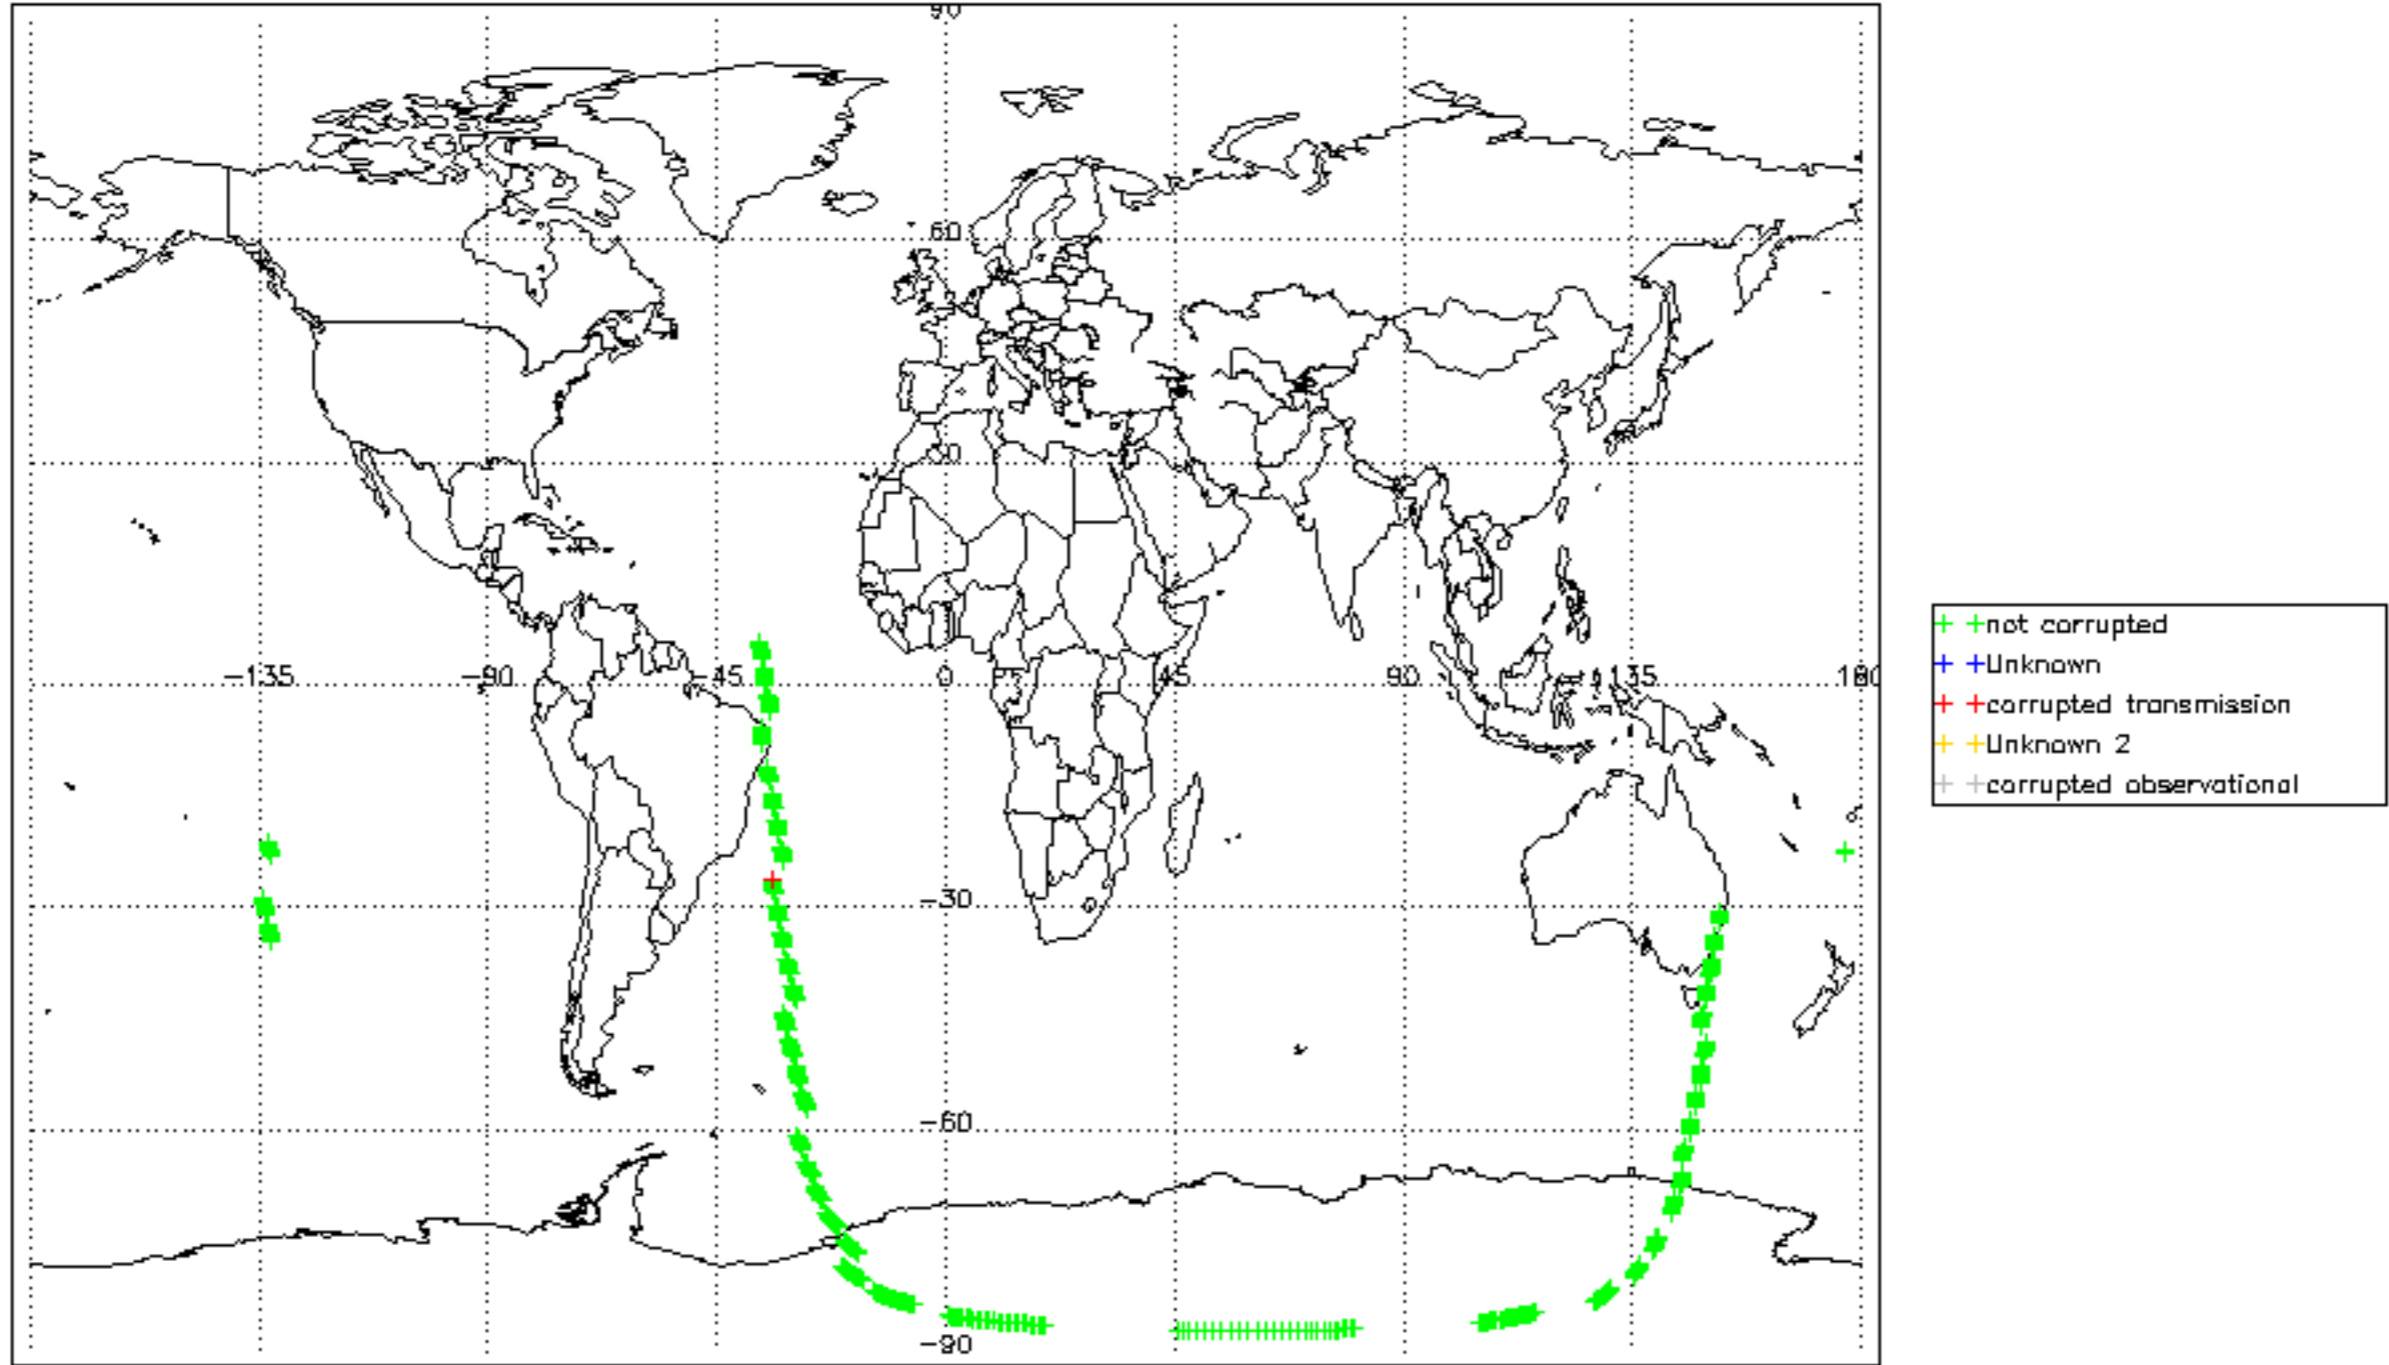 90
60
30
-135 -90 -45 0 45 90 135 180
-30
-60
-90
not corrupted
Unknown
corrupted transmission
Unknown 2
corrupted observational